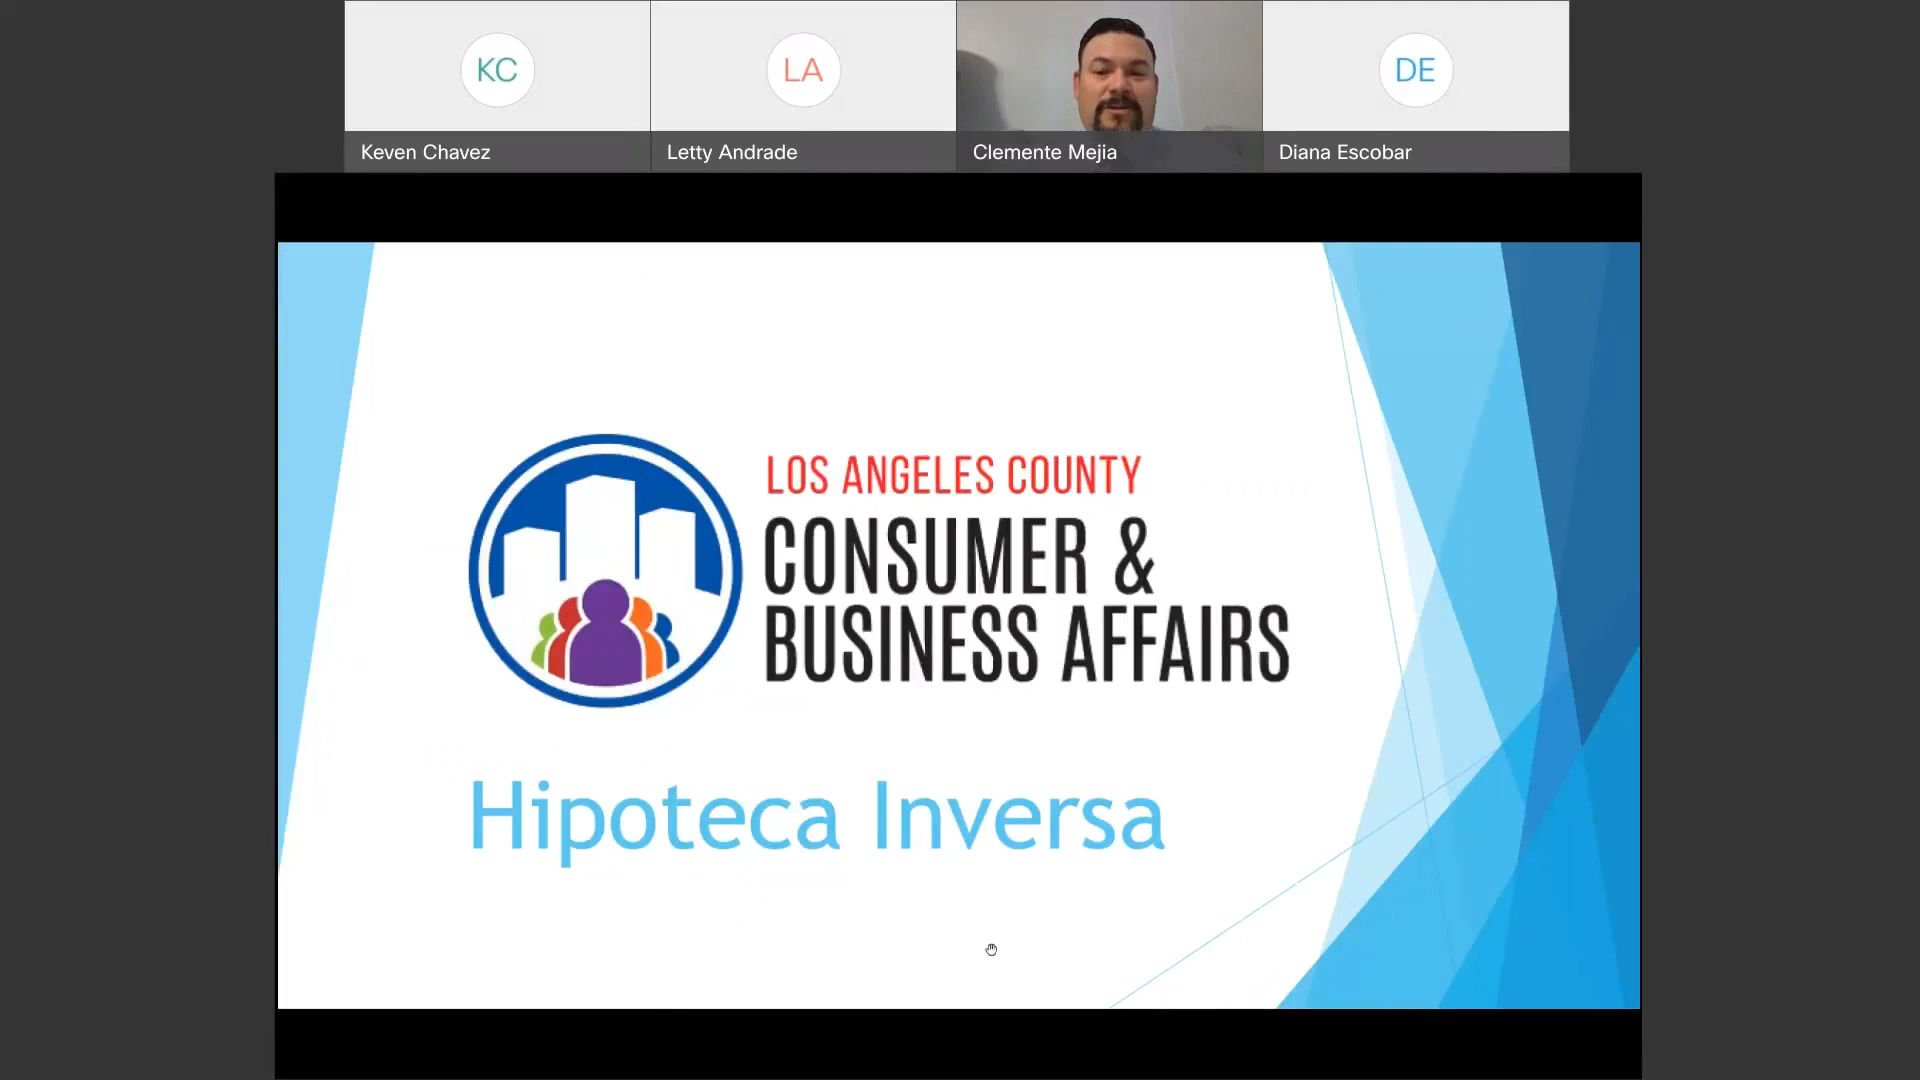 KC
LA
DE
Keven Chavez
Letty Andrade
Clemente Mejia
Diana Escobar
LOS ANGELES COUNTY
CONSUMER &
BUSINESS AFFAIRS
Hipoteca Inversa